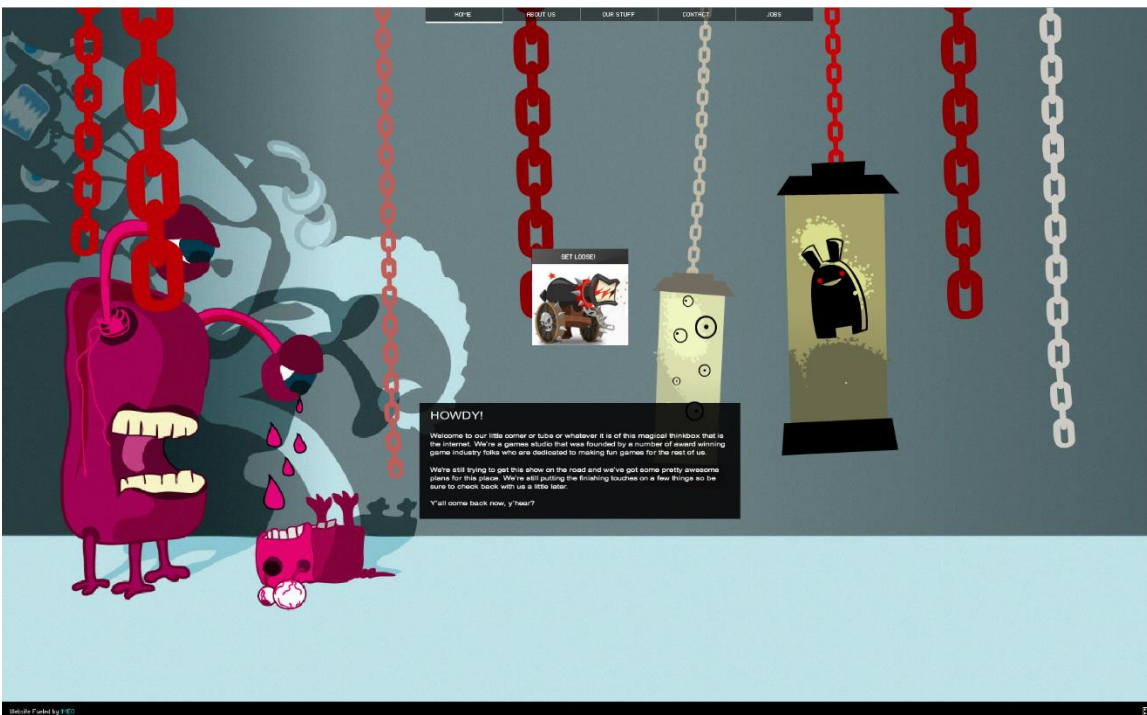 HOME
ABOUT US
OUR STUFF
CONTACT
JOBS
GET LOOSE!
HOWDY!
Welcome to our little corner or tube or whatever it is of this magical thinkbox that is
the internet. We're a games studio that was founded by a number of award winning
game industry folks who are dedicated to making fun games for the rest of us.
We're still trying to get this show on the road and we've got some pretty awesome
plans for this place. We're still putting the finishing touches on a few things so be
sure to check back with us a little later.
Y'all come back now, y'hear?
Website Fueled by IMEO